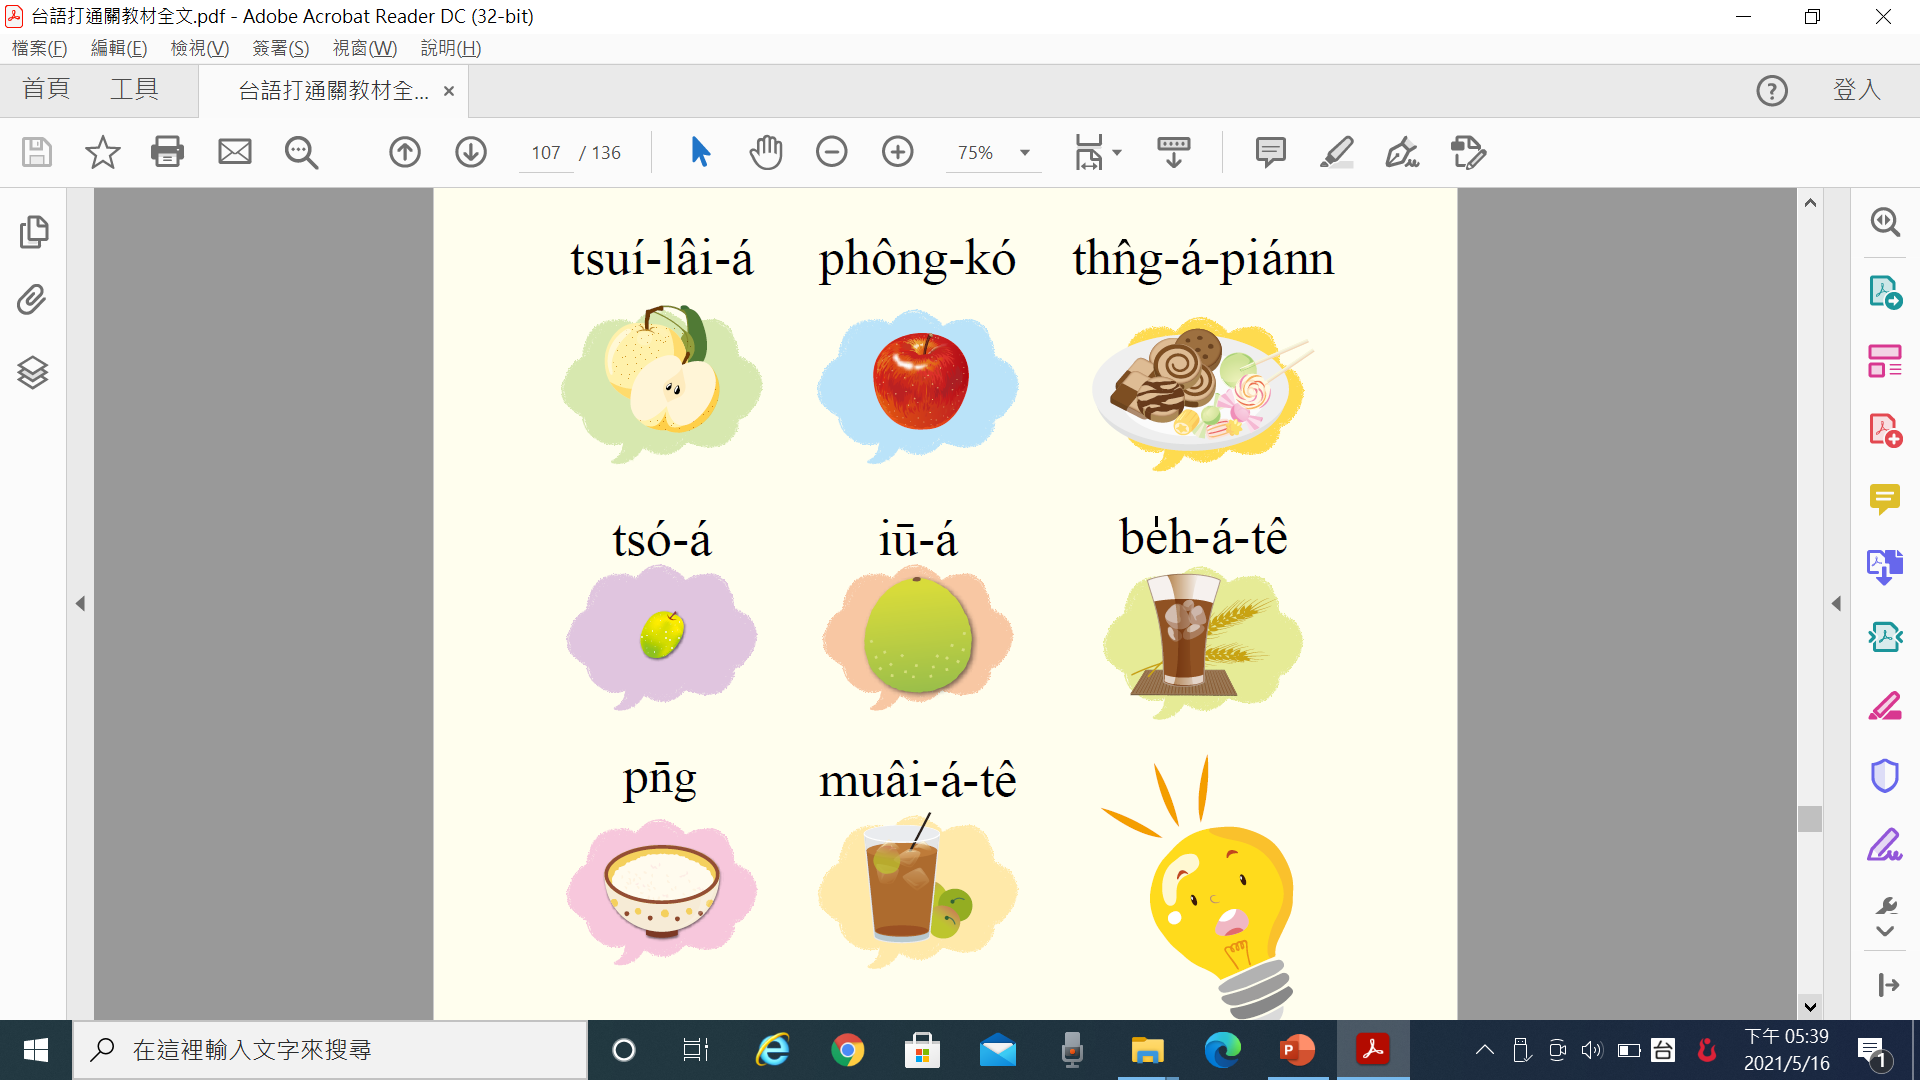 台語打通關教材全文.pdf - Adobe Acrobat Reader DC (32-bit)
檔案(F) 編輯(E) 檢視(V) 簽署(S) 視窗(W) 說明(H)
首頁 工具 台語打通關教材全... × 登入
107 / 136 75%
tsuí-lâi-á phông-kó thn̂g-á-piánn
tsó-á iū-á be̍h-á-tê
pn̄g muâi-á-tê
在這裡輸入文字來搜尋
台
下午 05:39
2021/5/16
1